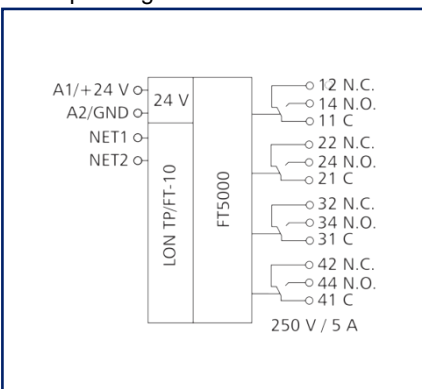 A1/+24 V
A2/GND
NET1
NET2
24 V
LON TP/FT-10
FT5000
12 N.C.
14 N.O.
11 C
22 N.C.
24 N.O.
21 C
32 N.C.
34 N.O.
31 C
42 N.C.
44 N.O.
41 C
250 V / 5 A